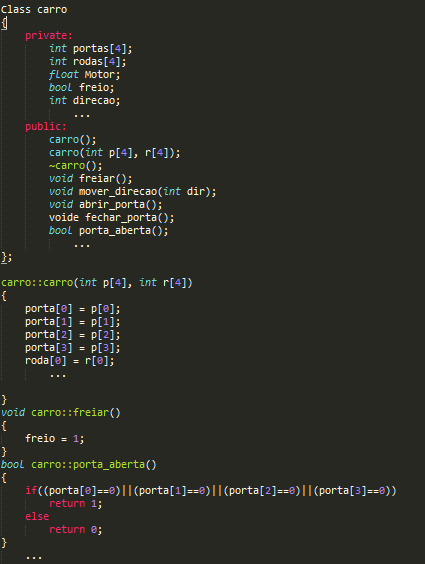 Class carro
{
    private:
        int portas[4];
        int rodas[4];
        float Motor;
        bool freio;
        int direcao;
            ...
    public:
        carro();
        carro(int p[4], r[4]);
        ~carro();
        void freiar();
        void mover_direcao(int dir);
        void abrir_porta();
        voide fechar_porta();
        bool porta_aberta();
            ...
};

carro::carro(int p[4], int r[4])
{
    porta[0] = p[0];
    porta[1] = p[1];
    porta[2] = p[2];
    porta[3] = p[3];
    roda[0] = r[0];
        ...

}
void carro::freiar()
{
    freio = 1;
}
bool carro::porta_aberta()
{
    if((porta[0]==0)||(porta[1]==0)||(porta[2]==0)||(porta[3]==0))
        return 1;
    else
        return 0;
}
    ...